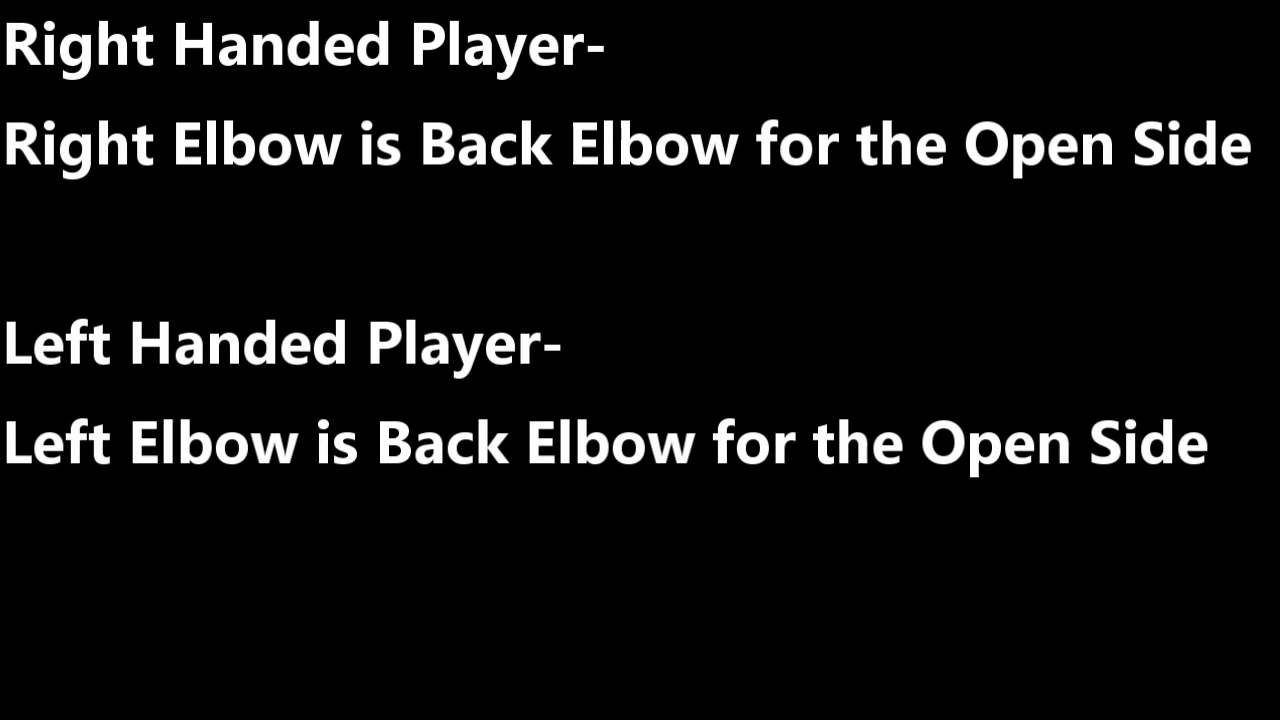 Right Handed Player-
Right Elbow is Back Elbow for the Open Side
Left Handed Player-
Left Elbow is Back Elbow for the Open Side